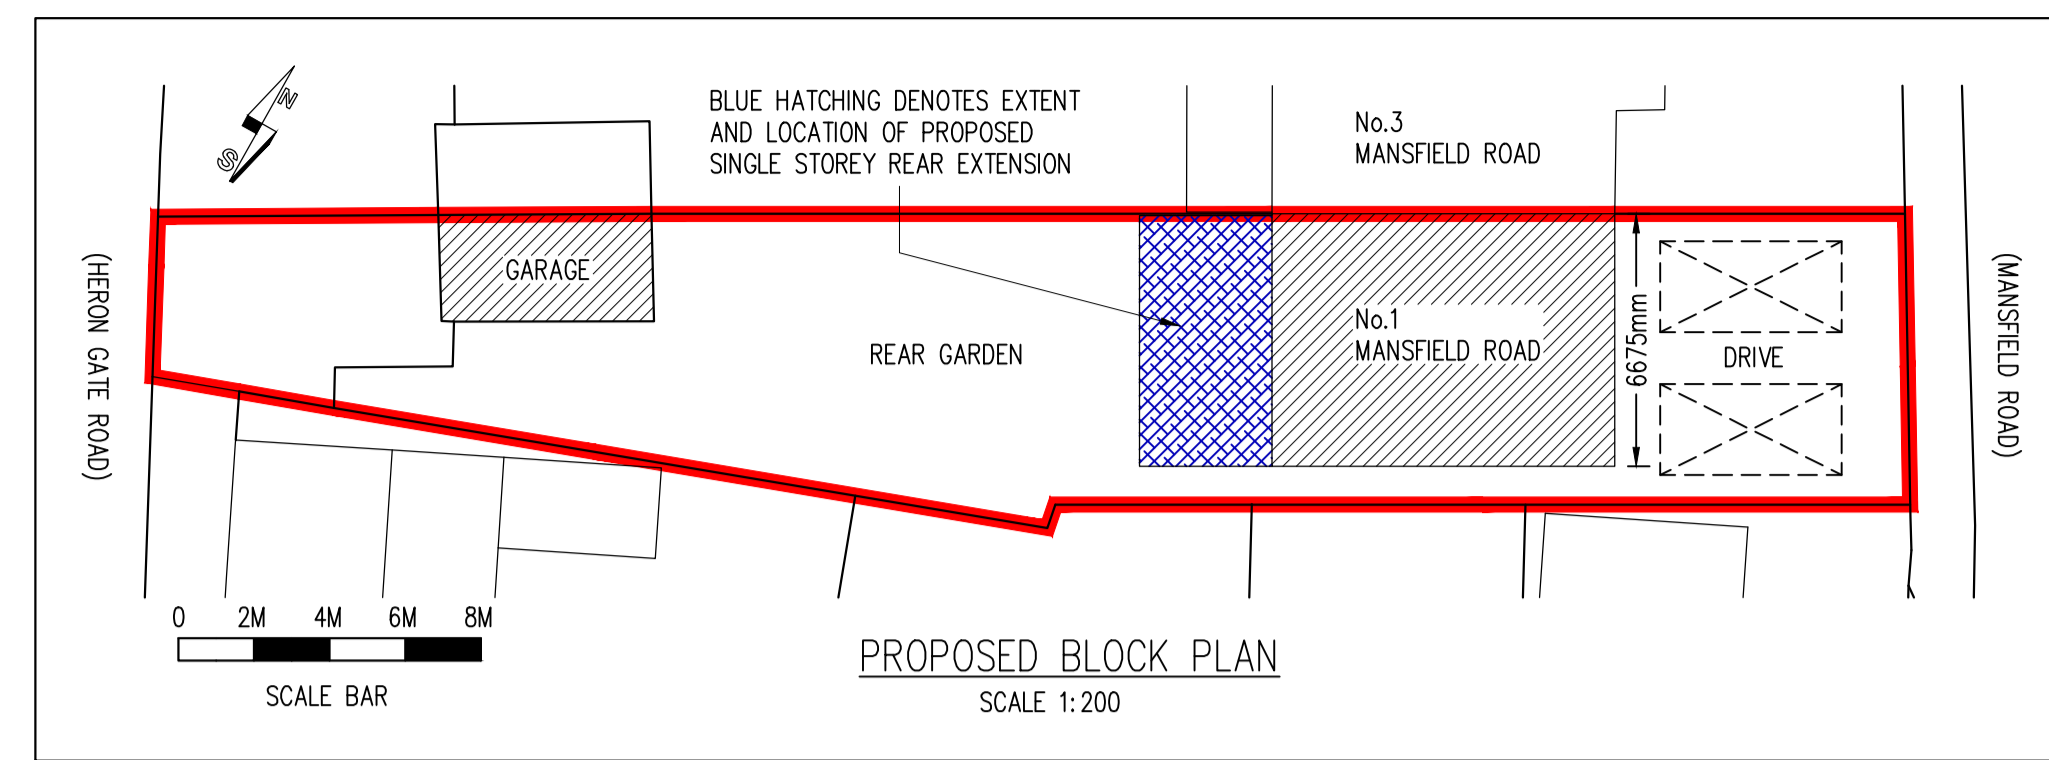 N
S
BLUE HATCHING DENOTES EXTENT
AND LOCATION OF PROPOSED
SINGLE STOREY REAR EXTENSION
No.3
MANSFIELD ROAD
(HERON GATE ROAD)
GARAGE
REAR GARDEN
No.1
MANSFIELD ROAD
6675mm
DRIVE
(MANSFIELD ROAD)
0 2M 4M 6M 8M
SCALE BAR
PROPOSED BLOCK PLAN
SCALE 1:200